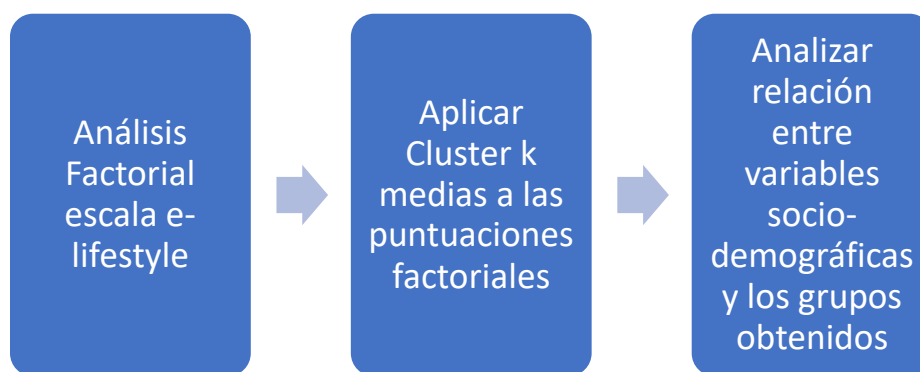 Análisis
Factorial
escala e-
lifestyle
Aplicar
Cluster k
medias a las
puntuaciones
factoriales
Analizar
relación
entre
variables
socio-
demográficas
y los grupos
obtenidos